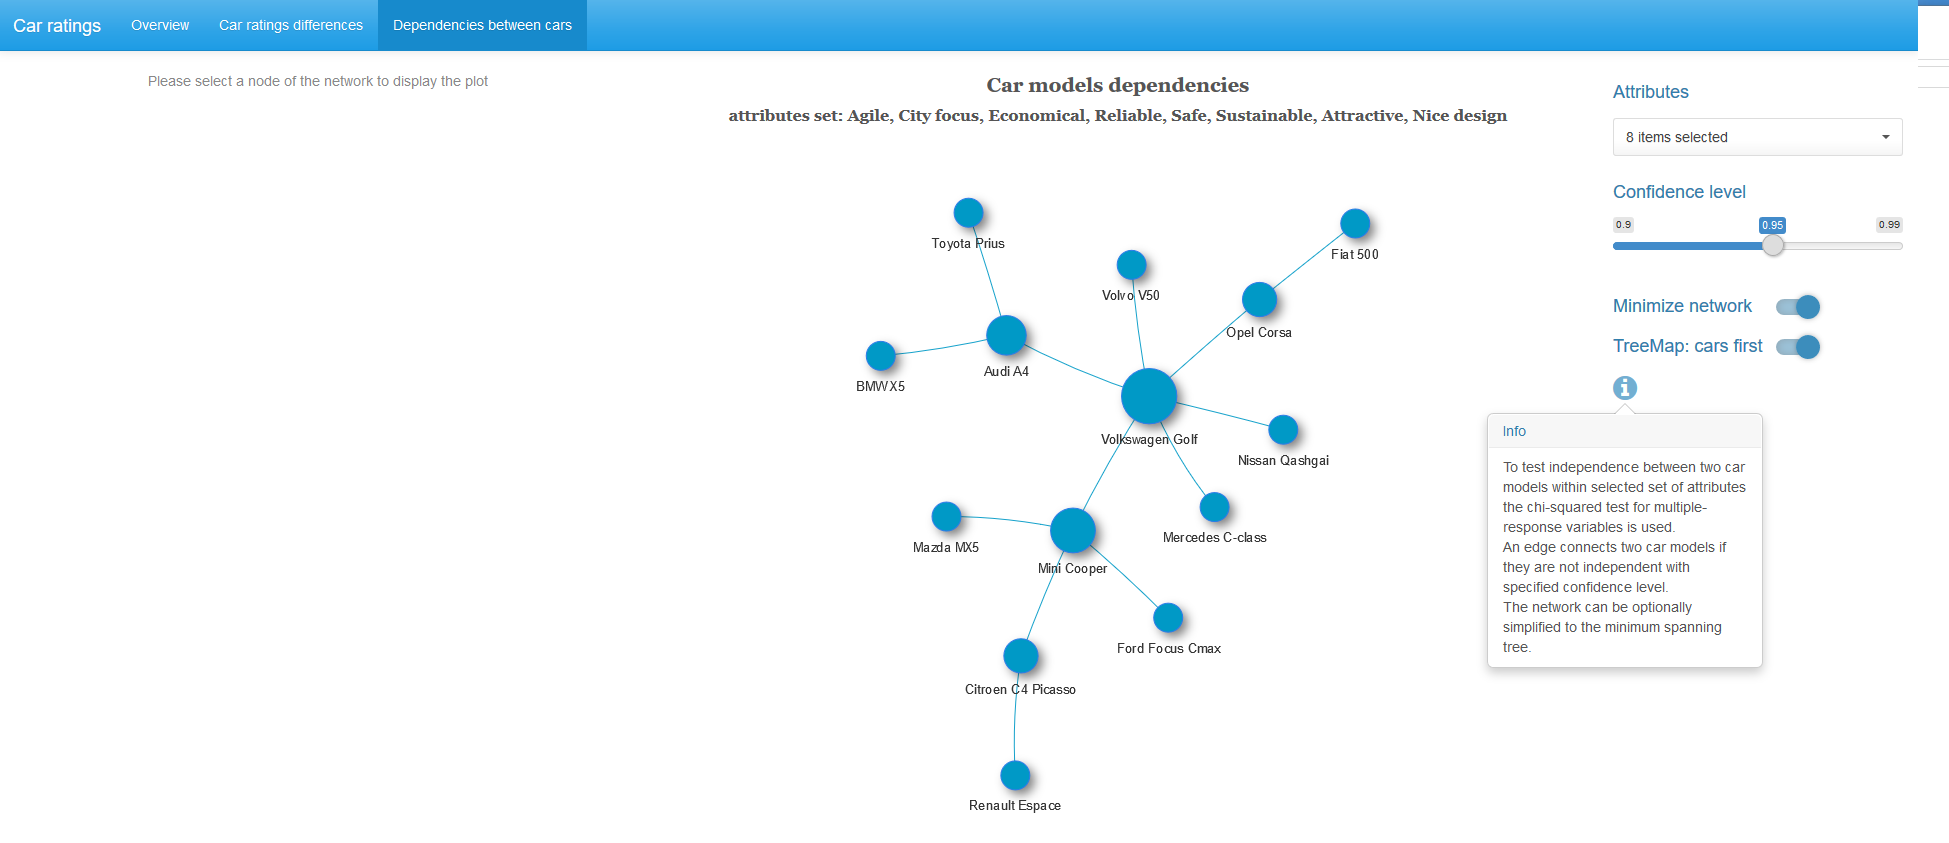 Car ratings Overview Car ratings differences Dependencies between cars
Please select a node of the network to display the plot
Car models dependencies
attributes set: Agile, City focus, Economical, Reliable, Safe, Sustainable, Attractive, Nice design
Toyota Prius
Fiat 500
Volvo V50
Opel Corsa
Audi A4
BMW X5
Volkswagen Golf
Nissan Qashgai
Mercedes C-class
Mazda MX5
Mini Cooper
Ford Focus Cmax
Citroen C4 Picasso
Renault Espace
Attributes
8 items selected
Confidence level
0.9 0.95 0.99
Minimize network
TreeMap: cars first
Info
To test independence between two car
models within selected set of attributes
the chi-squared test for multiple-
response variables is used.
An edge connects two car models if
they are not independent with
specified confidence level.
The network can be optionally
simplified to the minimum spanning
tree.